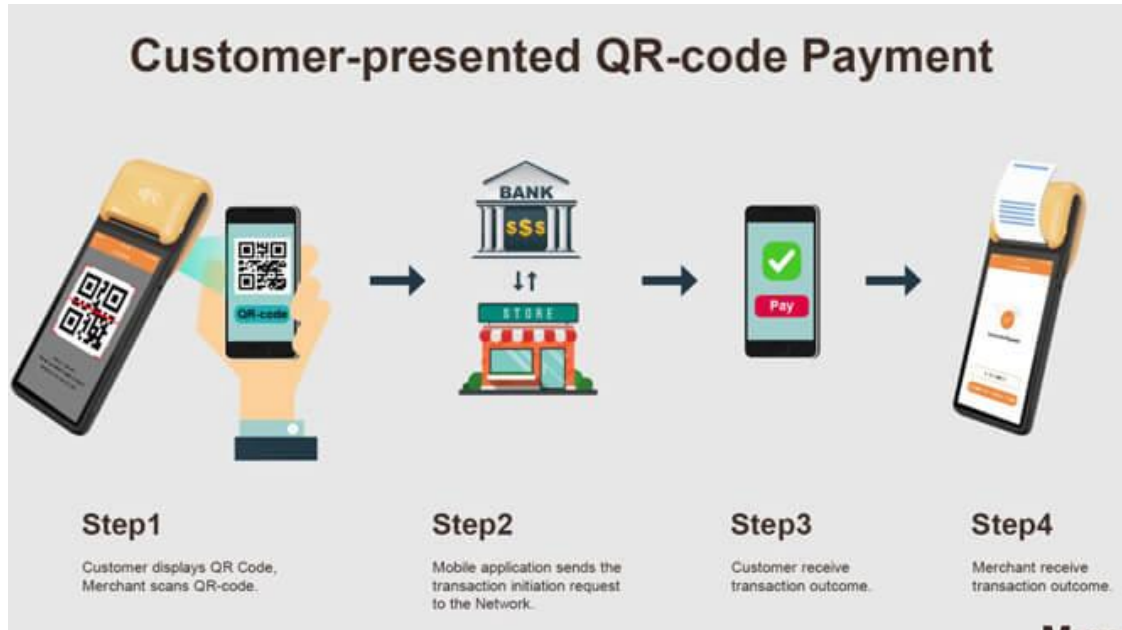 Customer-presented QR-code Payment
BANK
$$$
STORE
QR-code
Pay
Step1
Customer displays QR Code,
Merchant scans QR-code.
Step2
Mobile application sends the
transaction initiation request
to the Network.
Step3
Customer receive
transaction outcome.
Step4
Merchant receive
transaction outcome.